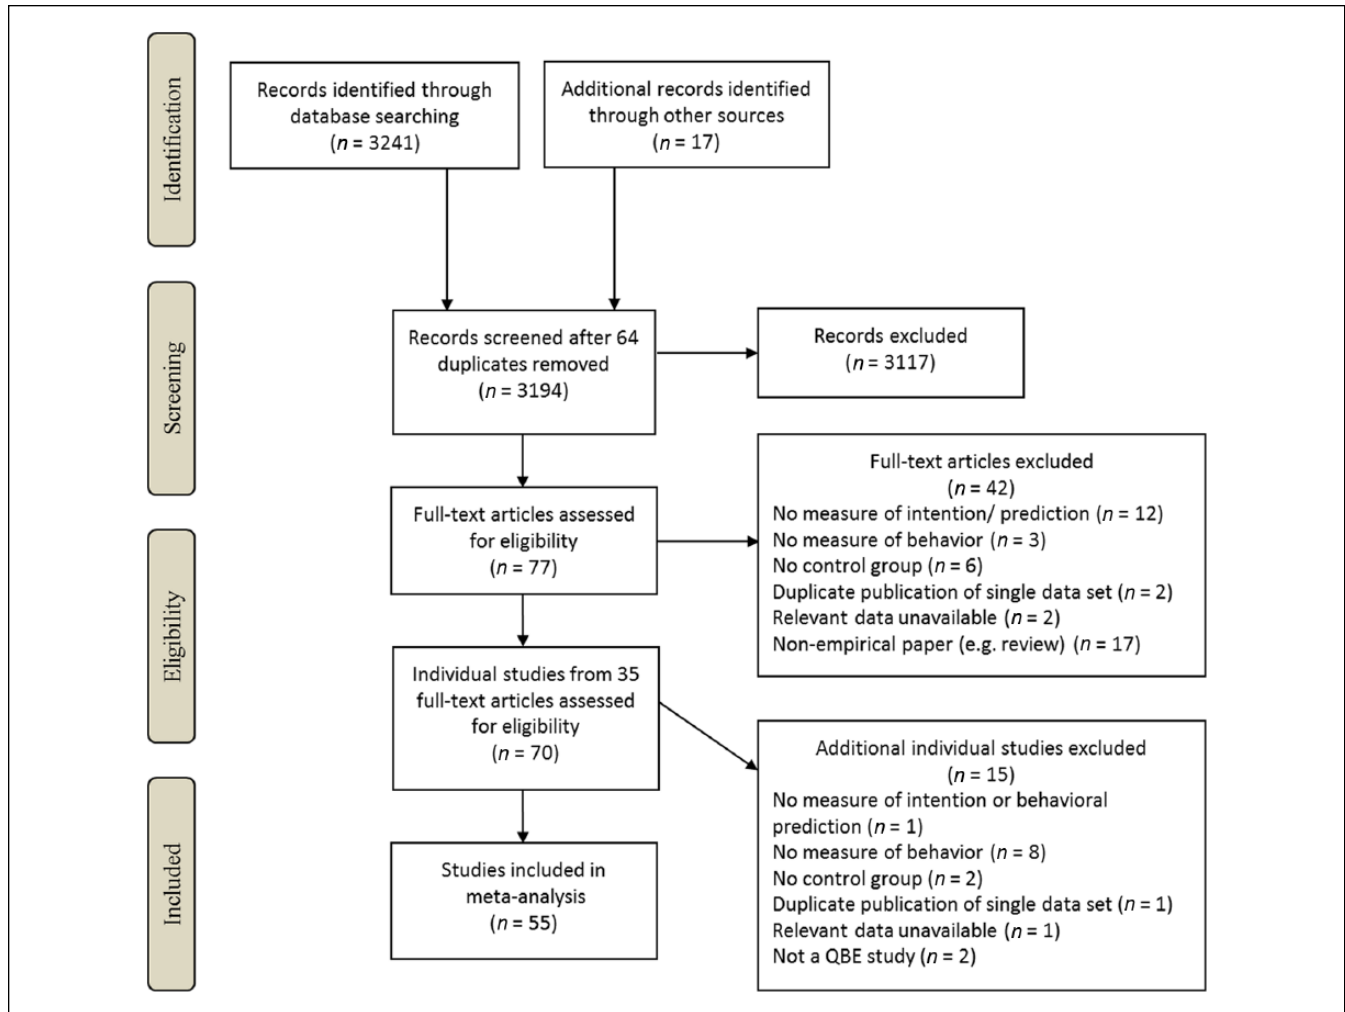 Identification
Records identified through
database searching
(n = 3241)
Additional records identified
through other sources
(n = 17)
Screening
Records screened after 64
duplicates removed
(n = 3194)
Records excluded
(n = 3117)
Full-text articles assessed
for eligibility
(n = 77)
Full-text articles excluded
(n = 42)
No measure of intention/ prediction (n = 12)
No measure of behavior (n = 3)
No control group (n = 6)
Duplicate publication of single data set (n = 2)
Relevant data unavailable (n = 2)
Non-empirical paper (e.g. review) (n = 17)
Eligibility
Individual studies from 35
full-text articles assessed
for eligibility
(n = 70)
Additional individual studies excluded
(n = 15)
No measure of intention or behavioral
prediction (n = 1)
No measure of behavior (n = 8)
No control group (n = 2)
Duplicate publication of single data set (n = 1)
Relevant data unavailable (n = 1)
Not a QBE study (n = 2)
Included
Studies included in
meta-analysis
(n = 55)